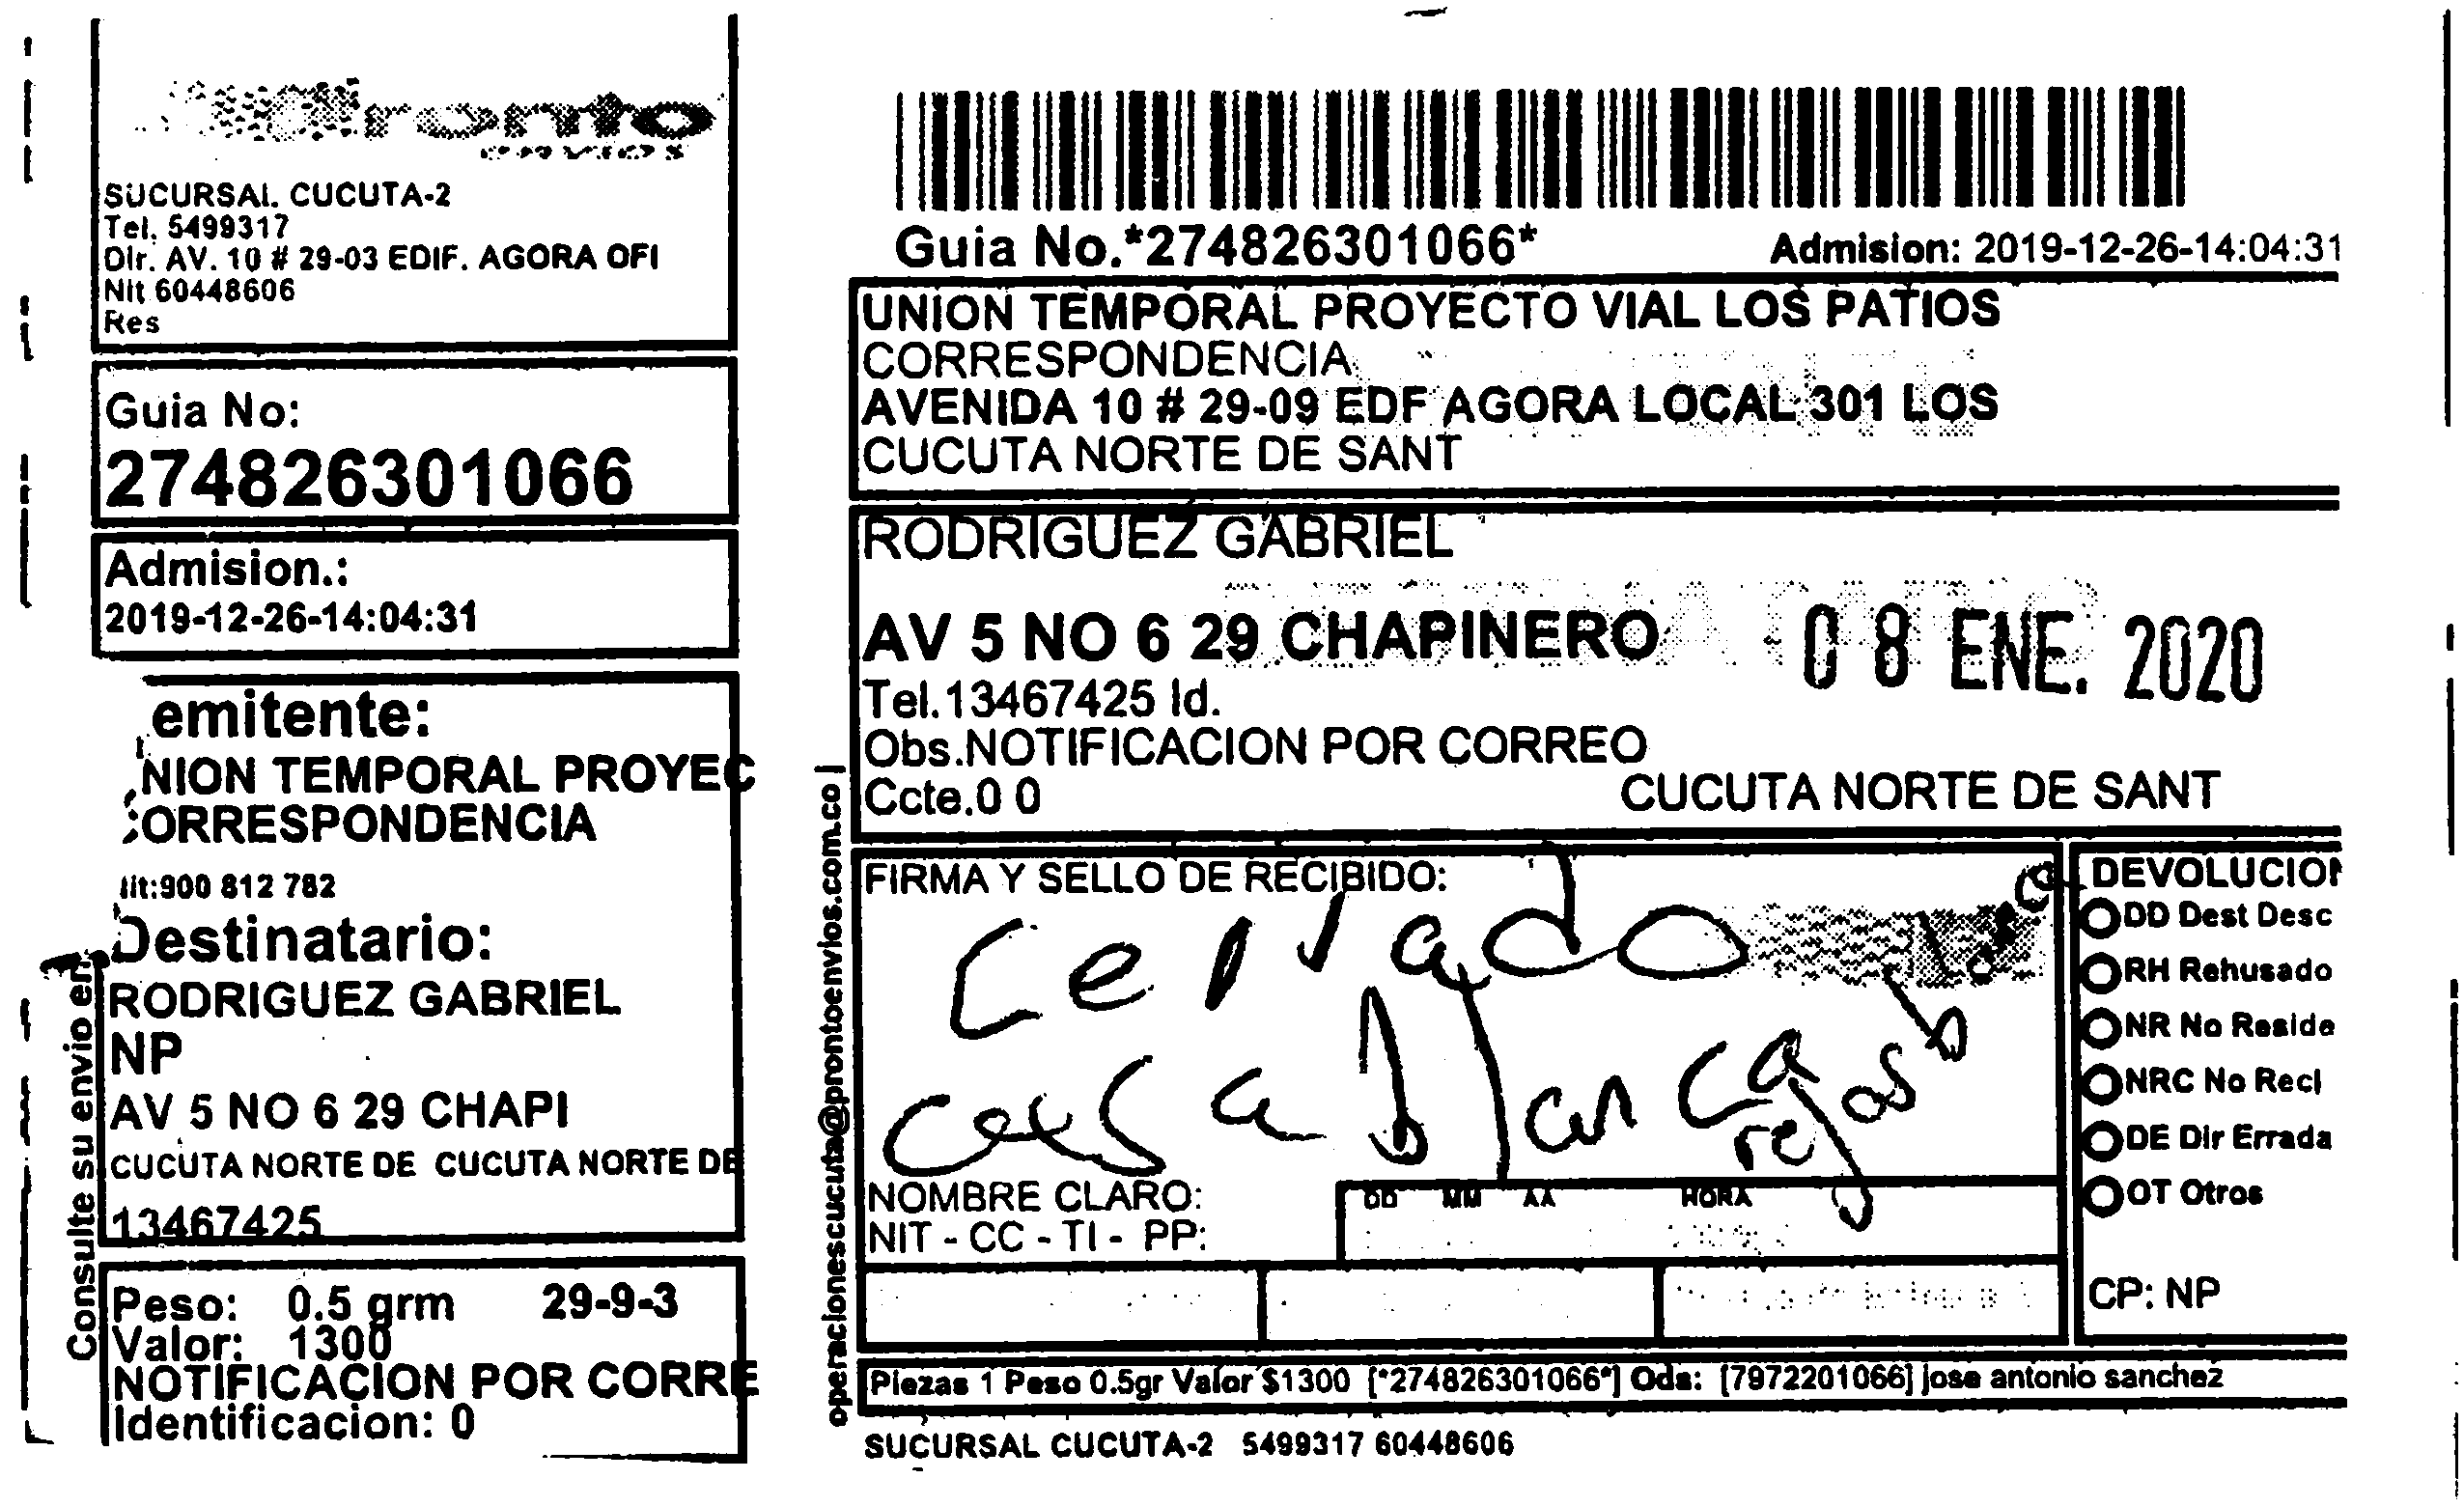 pronto
envios
SUCURSAL CUCUTA-2
Tel. 5499317
Dir. AV. 10 # 29-03 EDIF. AGORA OFI
Nit 60448606
Res
Guia No:
274826301066
Admision.:
2019-12-26-14:04:31
emitente:
NION TEMPORAL PROYEC
CORRESPONDENCIA
Nit:900 812 782
Destinatario:
RODRIGUEZ GABRIEL
NP
AV 5 NO 6 29 CHAPI
CUCUTA NORTE DE CUCUTA NORTE DE
13467425
Peso: 0.5 grm 29-9-3
Valor: 1300
NOTIFICACION POR CORRE
Identificacion: 0
Consulte su envio en
operacionescucuta@prontoenvios.com.co
Guia No.*274826301066* Admision: 2019-12-26-14:04:31
UNION TEMPORAL PROYECTO VIAL LOS PATIOS
CORRESPONDENCIA
AVENIDA 10 # 29-09 EDF AGORA LOCAL 301 LOS
CUCUTA NORTE DE SANT
RODRIGUEZ GABRIEL
AV 5 NO 6 29 CHAPINERO
08 ENE. 2020
Tel.13467425 Id.
Obs.NOTIFICACION POR CORREO
Ccte.0 0
CUCUTA NORTE DE SANT
FIRMA Y SELLO DE RECIBIDO:
Cerrado
casa blanca
rejas
NOMBRE CLARO:
NIT - CC - TI - PP:
DD MM AA HORA
DEVOLUCION
DD Dest Desc
RH Rehusado
NR No Reside
NRC No Recl
DE Dir Errada
OT Otros
CP: NP
Piezas 1 Peso 0.5gr Valor $1300 [*274826301066*] Ods: [7972201066] jose antonio sanchez
SUCURSAL CUCUTA-2 5499317 60448606